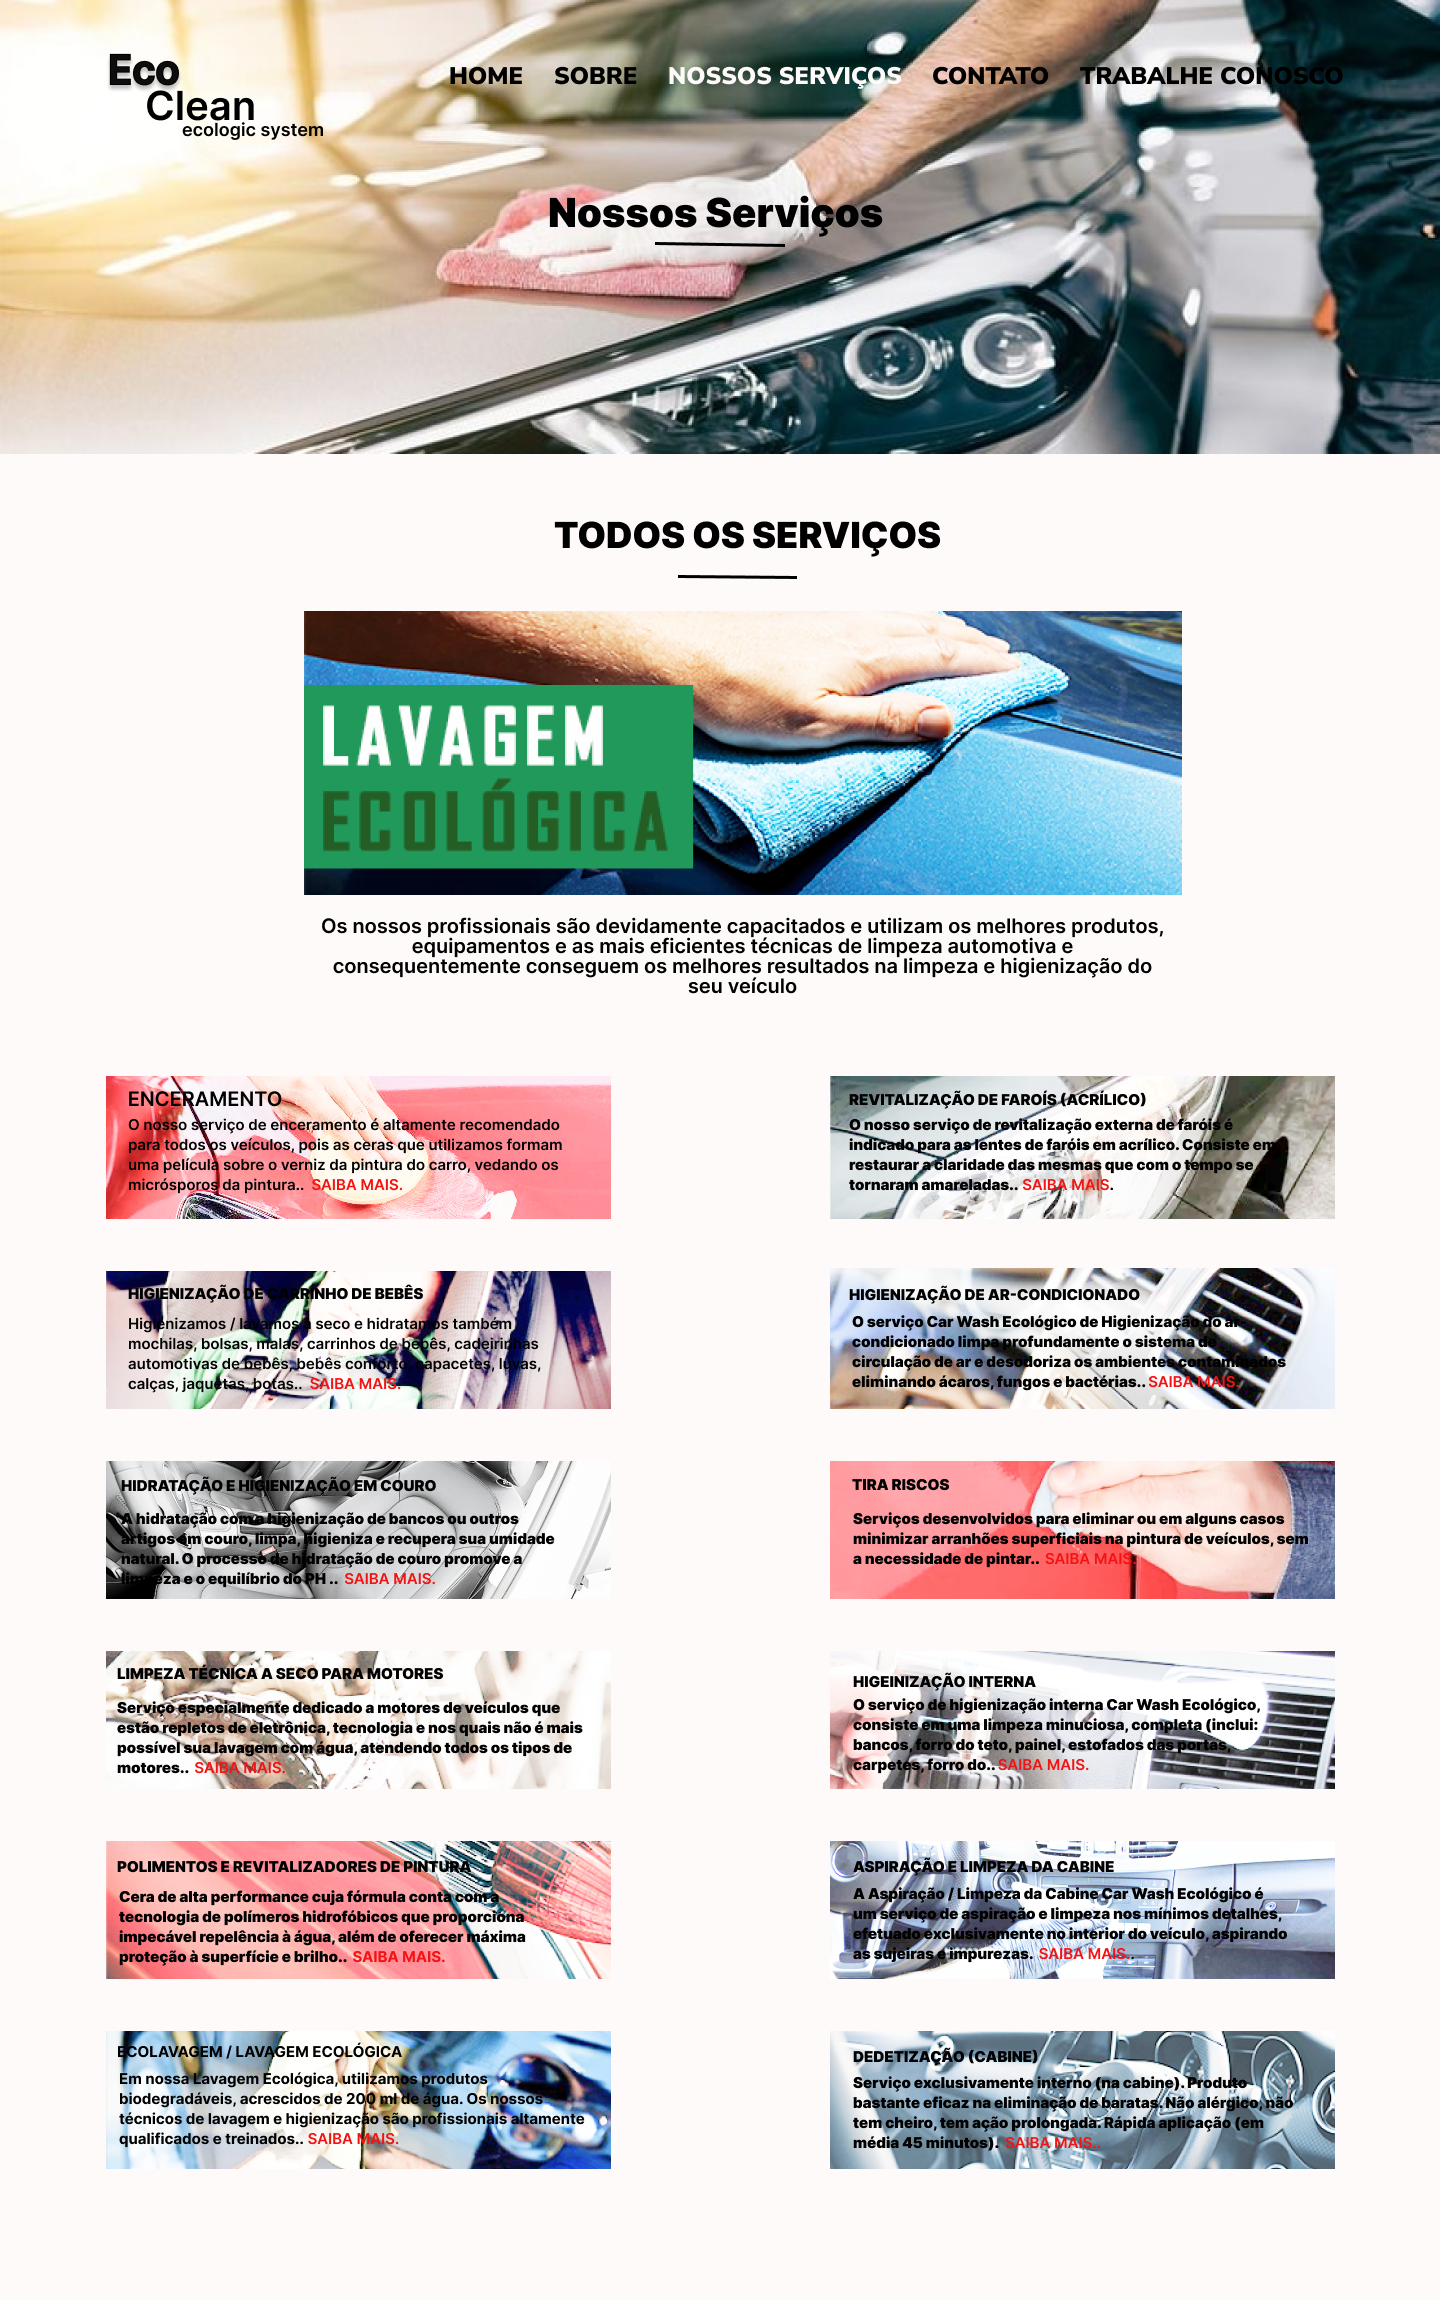 Eco
Clean
ecologic system
HOME SOBRE NOSSOS SERVIÇOS CONTATO TRABALHE CONOSCO
Nossos Serviços
TODOS OS SERVIÇOS
LAVAGEM
ECOLÓGICA
Os nossos profissionais são devidamente capacitados e utilizam os melhores produtos,
equipamentos e as mais eficientes técnicas de limpeza automotiva e
consequentemente conseguem os melhores resultados na limpeza e higienização do
seu veículo
ENCERAMENTO
O nosso serviço de enceramento é altamente recomendado
para todos os veículos, pois as ceras que utilizamos formam
uma película sobre o verniz da pintura do carro, vedando os
micrósporos da pintura.. SAIBA MAIS.
REVITALIZAÇÃO DE FAROÍS (ACRÍLICO)
O nosso serviço de revitalização externa de faróis é
indicado para as lentes de faróis em acrílico. Consiste em
restaurar a claridade das mesmas que com o tempo se
tornaram amareladas.. SAIBA MAIS.
HIGIENIZAÇÃO DE CARRINHO DE BEBÊS
Higienizamos / lavamos a seco e hidratamos também
mochilas, bolsas, malas, carrinhos de bebês, cadeirinhas
automotivas de bebês, bebês conforto, capacetes, luvas,
calças, jaquetas, botas.. SAIBA MAIS.
HIGIENIZAÇÃO DE AR-CONDICIONADO
O serviço Car Wash Ecológico de Higienização do ar-
condicionado limpa profundamente o sistema de
circulação de ar e desodoriza os ambientes contaminados
eliminando ácaros, fungos e bactérias.. SAIBA MAIS.
HIDRATAÇÃO E HIGIENIZAÇÃO EM COURO
A hidratação com a higienização de bancos ou outros
artigos em couro, limpa, higieniza e recupera sua umidade
natural. O processo de hidratação de couro promove a
limpeza e o equilíbrio do PH .. SAIBA MAIS.
TIRA RISCOS
Serviços desenvolvidos para eliminar ou em alguns casos
minimizar arranhões superficiais na pintura de veículos, sem
a necessidade de pintar.. SAIBA MAIS.
LIMPEZA TÉCNICA A SECO PARA MOTORES
Serviço especialmente dedicado a motores de veículos que
estão repletos de eletrônica, tecnologia e nos quais não é mais
possível sua lavagem com água, atendendo todos os tipos de
motores.. SAIBA MAIS.
HIGEINIZAÇÃO INTERNA
O serviço de higienização interna Car Wash Ecológico,
consiste em uma limpeza minuciosa, completa (inclui:
bancos, forro do teto, painel, estofados das portas,
carpetes, forro do.. SAIBA MAIS.
POLIMENTOS E REVITALIZADORES DE PINTURA
Cera de alta performance cuja fórmula conta com a
tecnologia de polímeros hidrofóbicos que proporciona
impecável repelência à água, além de oferecer máxima
proteção à superfície e brilho.. SAIBA MAIS.
ASPIRAÇÃO E LIMPEZA DA CABINE
A Aspiração / Limpeza da Cabine Car Wash Ecológico é
um serviço de aspiração e limpeza nos mínimos detalhes,
efetuado exclusivamente no interior do veículo, aspirando
as sujeiras e impurezas. SAIBA MAIS..
ECOLAVAGEM / LAVAGEM ECOLÓGICA
Em nossa Lavagem Ecológica, utilizamos produtos
biodegradáveis, acrescidos de 200 ml de água. Os nossos
técnicos de lavagem e higienização são profissionais altamente
qualificados e treinados.. SAIBA MAIS.
DEDETIZAÇÃO (CABINE)
Serviço exclusivamente interno (na cabine). Produto
bastante eficaz na eliminação de baratas. Não alérgico, não
tem cheiro, tem ação prolongada. Rápida aplicação (em
média 45 minutos). SAIBA MAIS..